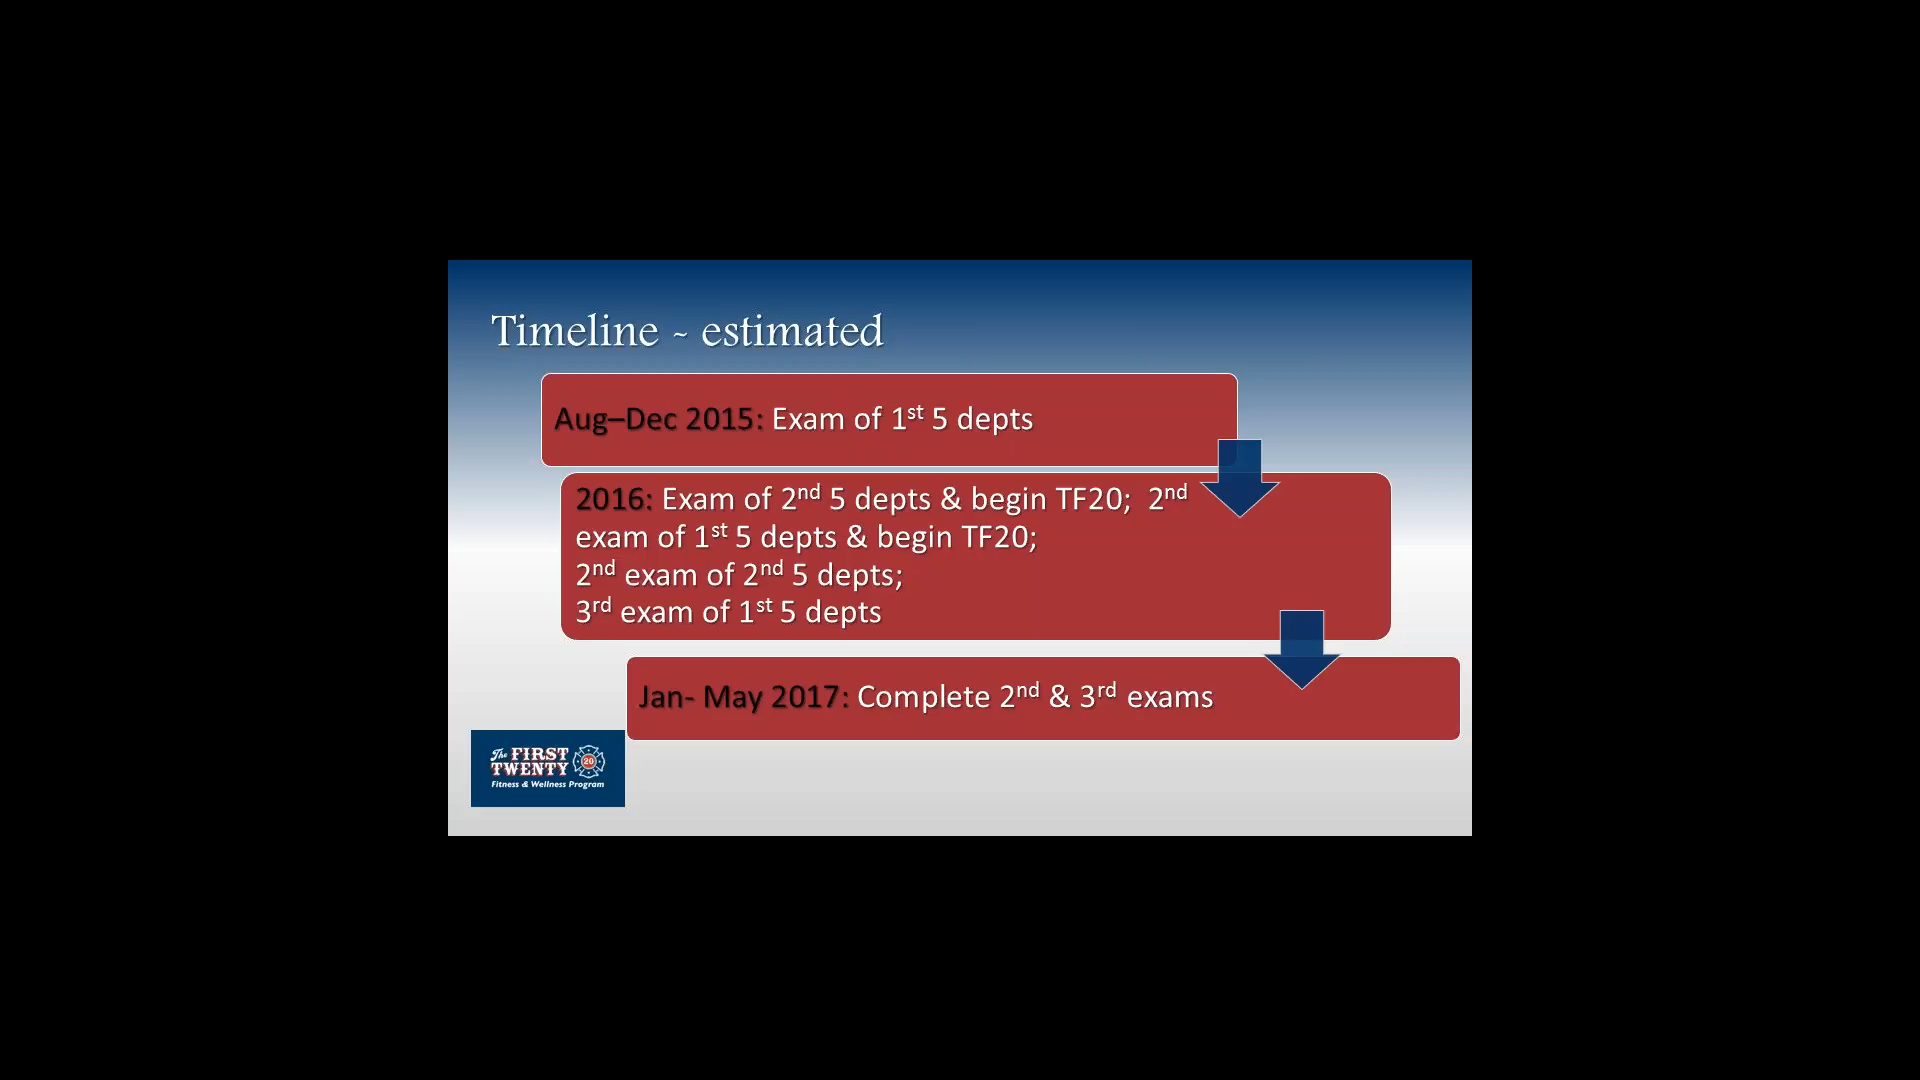 Timeline ~ estimated
Aug–Dec 2015: Exam of 1st 5 depts
2016: Exam of 2nd 5 depts & begin TF20;  2nd
exam of 1st 5 depts & begin TF20;
2nd exam of 2nd 5 depts;
3rd exam of 1st 5 depts
Jan- May 2017: Complete 2nd & 3rd exams
The FIRST
TWENTY 20
Fitness & Wellness Program